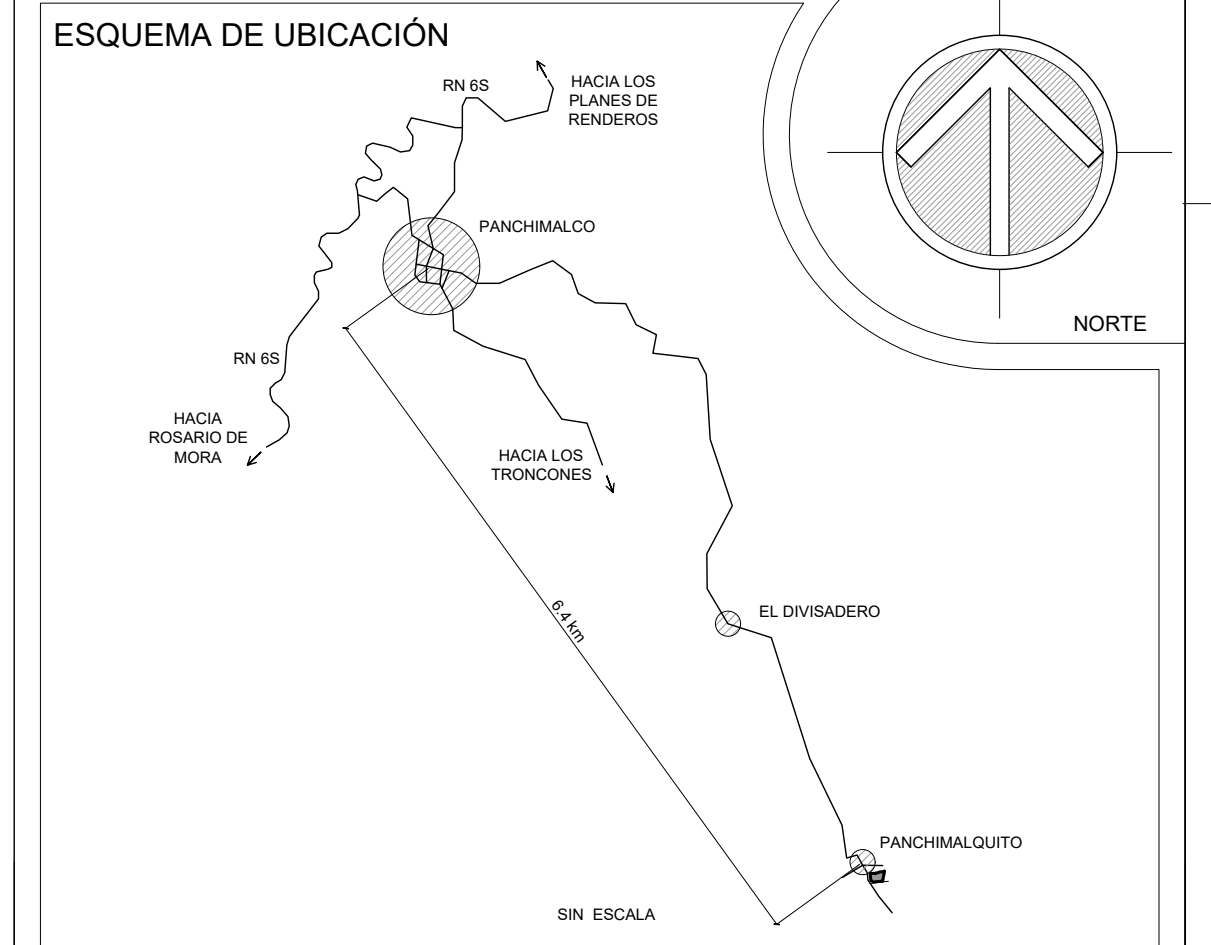 ESQUEMA DE UBICACIÓN
RN 6S
HACIA LOS
PLANES DE
RENDEROS
PANCHIMALCO
NORTE
RN 6S
HACIA
ROSARIO DE
MORA
HACIA LOS
TRONCONES
6.4 km
EL DIVISADERO
PANCHIMALQUITO
SIN ESCALA